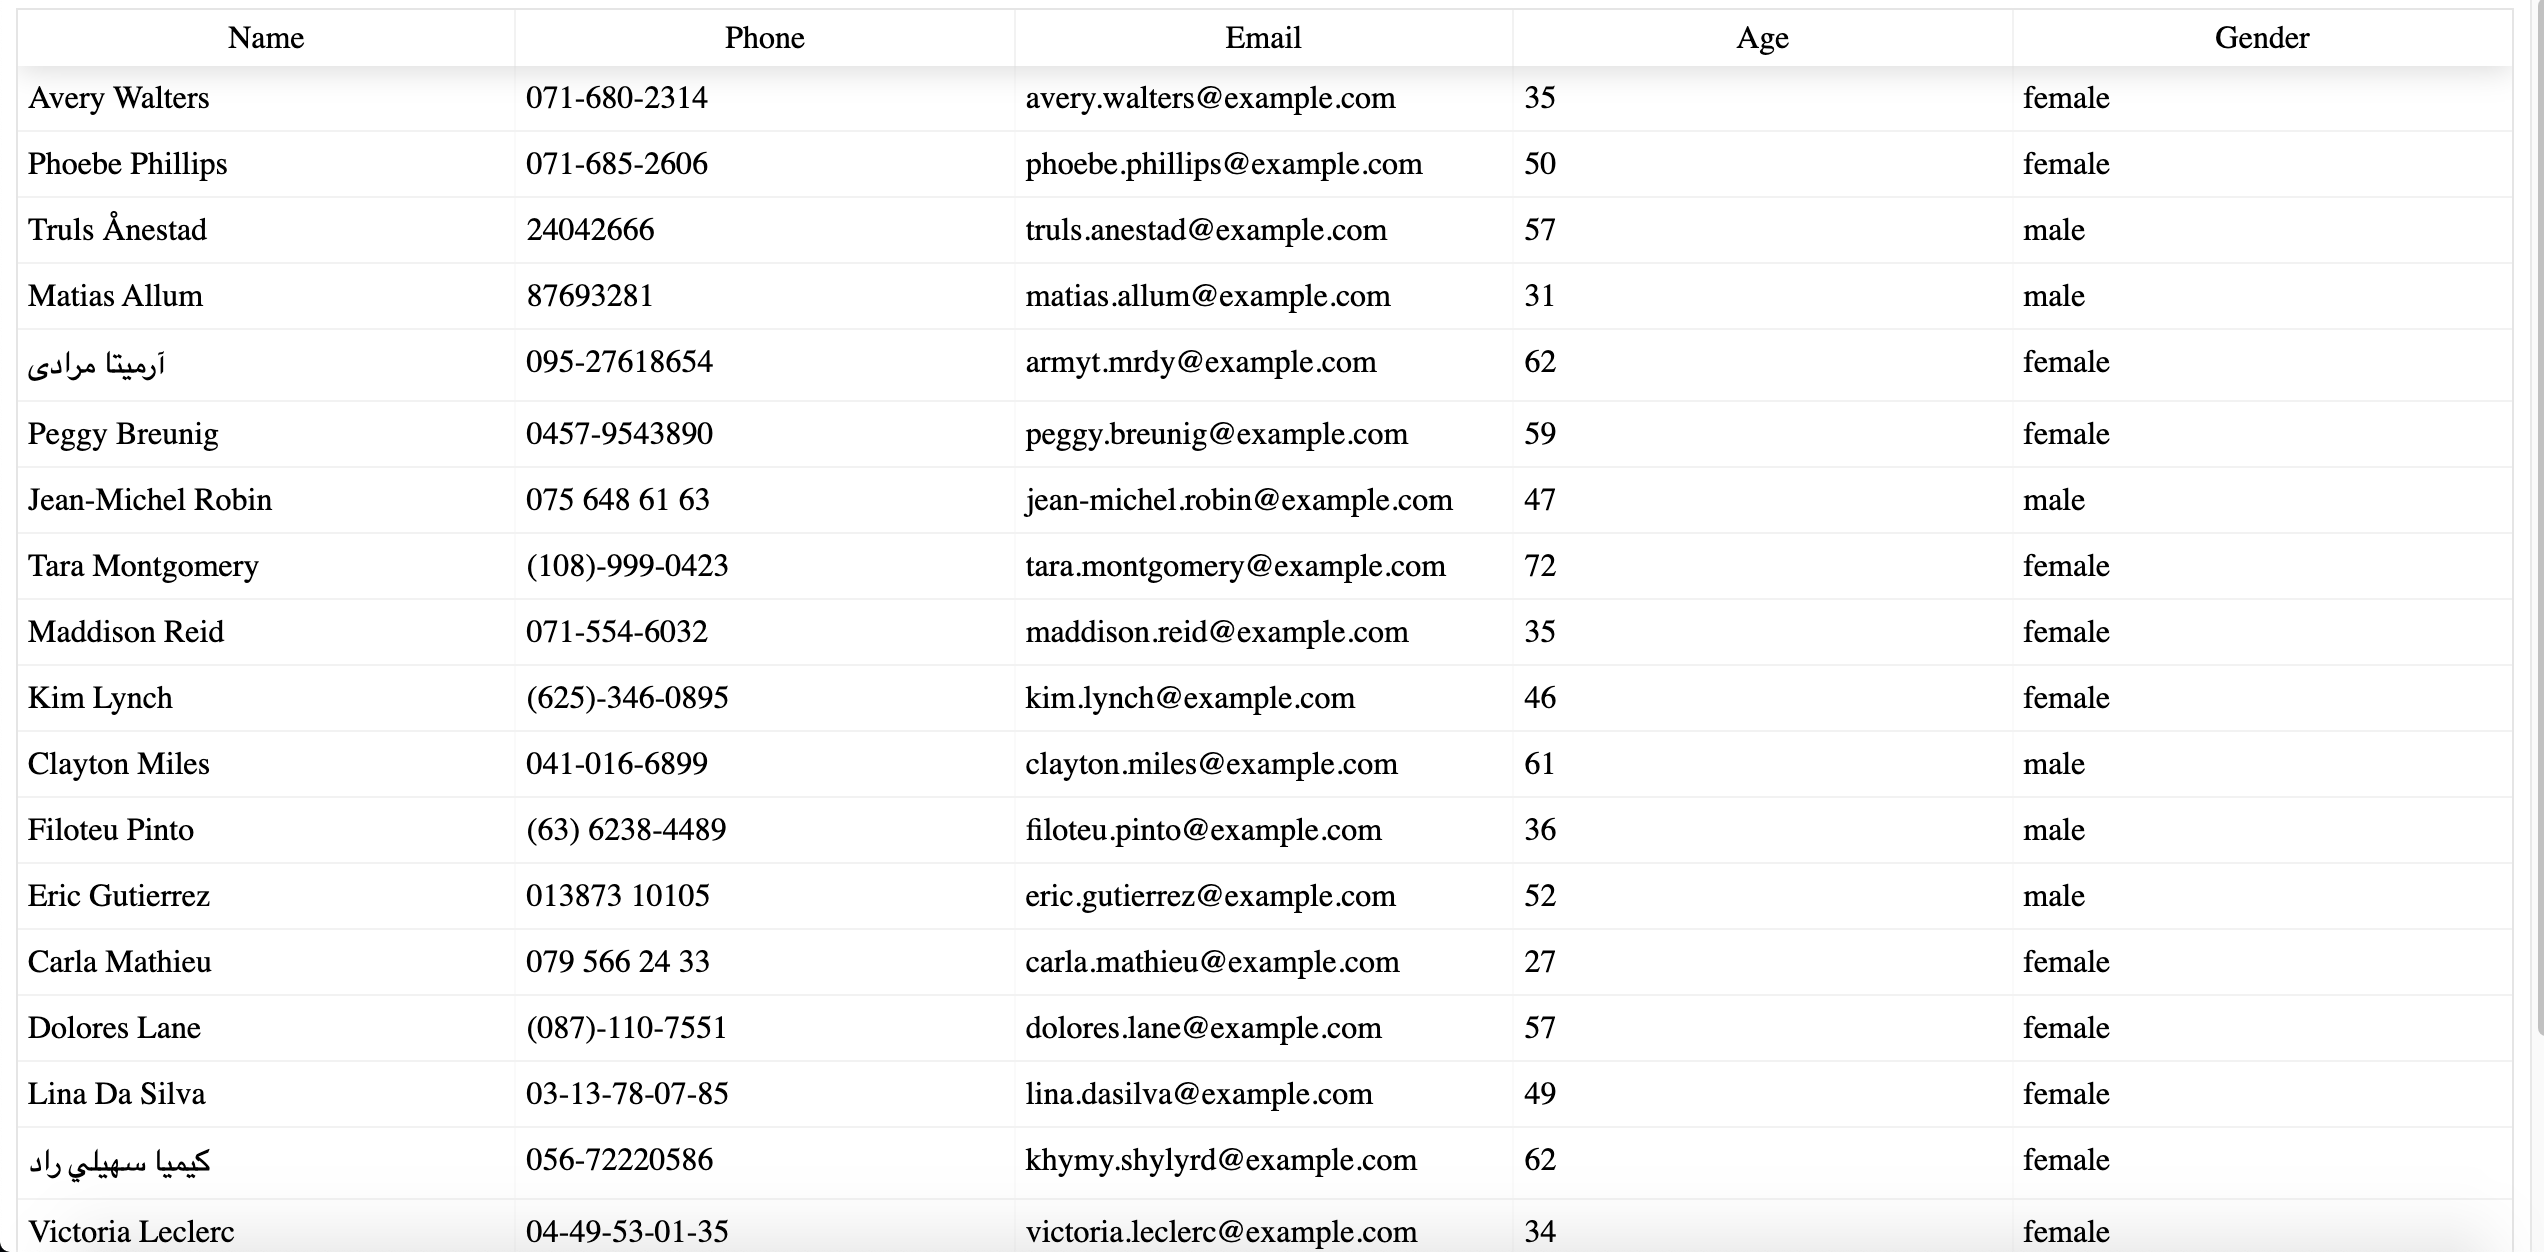 Name Phone Email Age Gender
Avery Walters 071-680-2314 avery.walters@example.com 35 female
Phoebe Phillips 071-685-2606 phoebe.phillips@example.com 50 female
Truls Ånestad 24042666 truls.anestad@example.com 57 male
Matias Allum 87693281 matias.allum@example.com 31 male
آرمیتا مرادی 095-27618654 armyt.mrdy@example.com 62 female
Peggy Breunig 0457-9543890 peggy.breunig@example.com 59 female
Jean-Michel Robin 075 648 61 63 jean-michel.robin@example.com 47 male
Tara Montgomery (108)-999-0423 tara.montgomery@example.com 72 female
Maddison Reid 071-554-6032 maddison.reid@example.com 35 female
Kim Lynch (625)-346-0895 kim.lynch@example.com 46 female
Clayton Miles 041-016-6899 clayton.miles@example.com 61 male
Filoteu Pinto (63) 6238-4489 filoteu.pinto@example.com 36 male
Eric Gutierrez 013873 10105 eric.gutierrez@example.com 52 male
Carla Mathieu 079 566 24 33 carla.mathieu@example.com 27 female
Dolores Lane (087)-110-7551 dolores.lane@example.com 57 female
Lina Da Silva 03-13-78-07-85 lina.dasilva@example.com 49 female
کیمیا سهيلي راد 056-72220586 khymy.shylyrd@example.com 62 female
Victoria Leclerc 04-49-53-01-35 victoria.leclerc@example.com 34 female